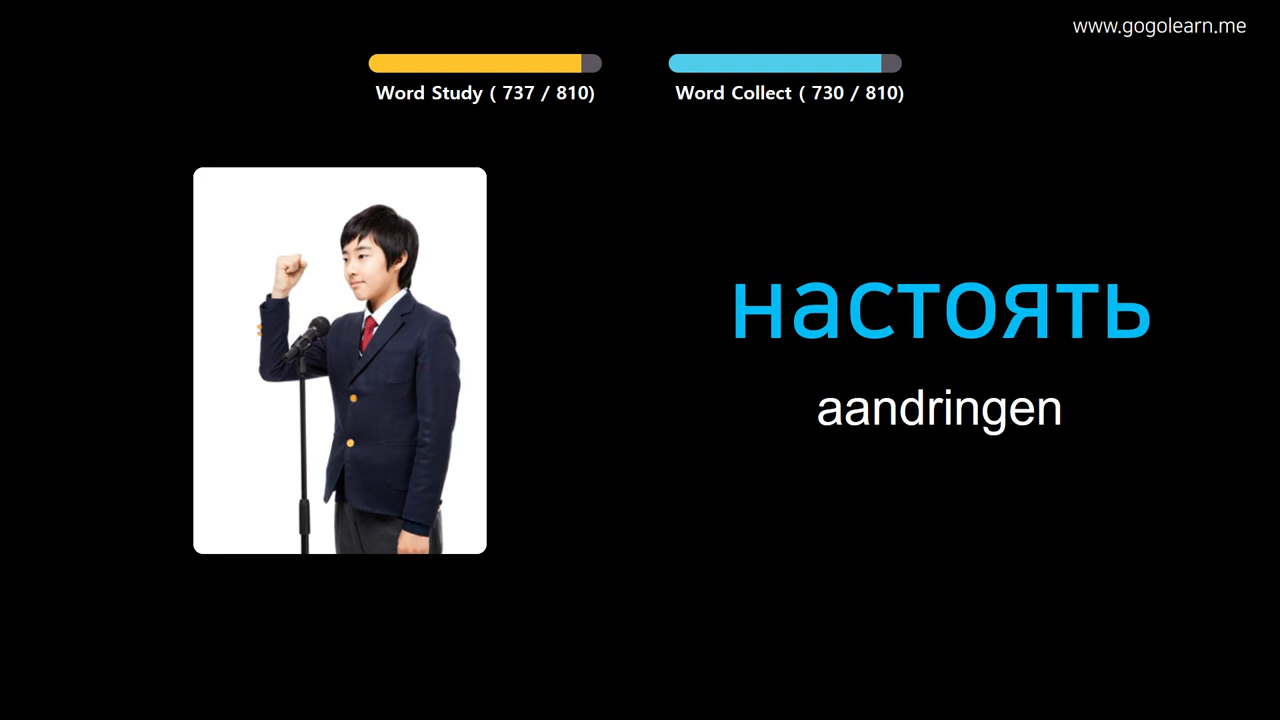 www.gogolearn.me
Word Study ( 737 / 810)
Word Collect ( 730 / 810)
настоять
aandringen